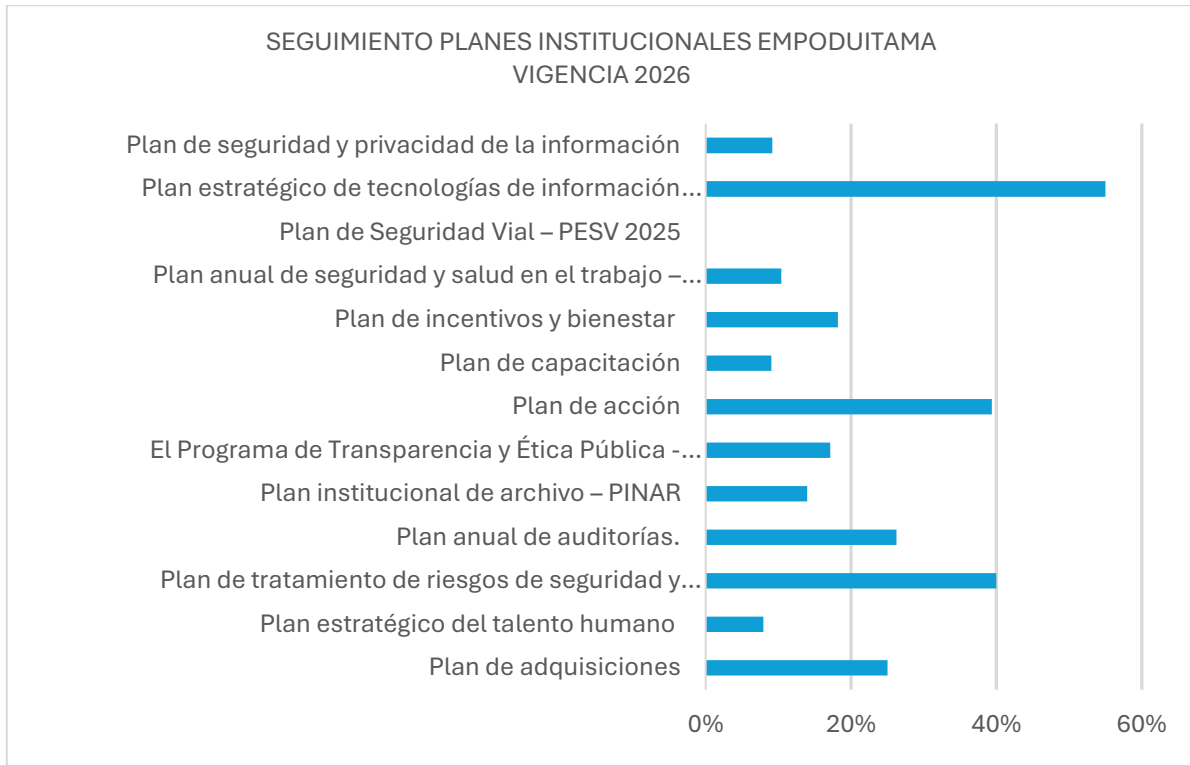 SEGUIMIENTO PLANES INSTITUCIONALES EMPODUITAMA
VIGENCIA 2026
Plan de seguridad y privacidad de la información
Plan estratégico de tecnologías de información...
Plan de Seguridad Vial – PESV 2025
Plan anual de seguridad y salud en el trabajo –...
Plan de incentivos y bienestar
Plan de capacitación
Plan de acción
El Programa de Transparencia y Ética Pública -...
Plan institucional de archivo – PINAR
Plan anual de auditorías.
Plan de tratamiento de riesgos de seguridad y...
Plan estratégico del talento humano
Plan de adquisiciones
0% 20% 40% 60%